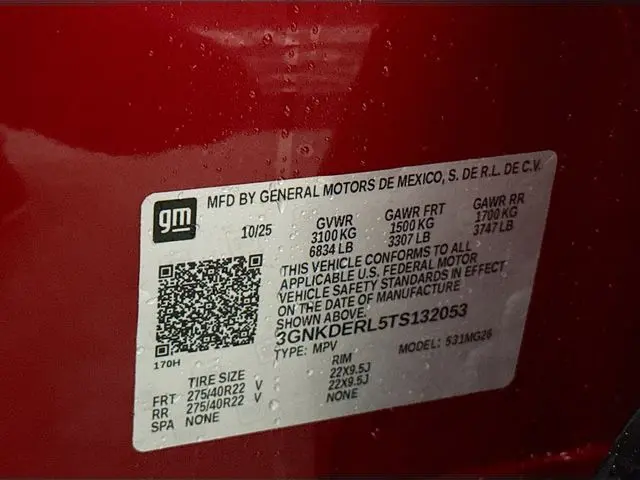 gm
MFD BY GENERAL MOTORS DE MEXICO, S. DE R.L. DE C.V.
10/25 GVWR GAWR FRT GAWR RR
3100 KG 1500 KG 1700 KG
6834 LB 3307 LB 3747 LB
THIS VEHICLE CONFORMS TO ALL
APPLICABLE U.S. FEDERAL MOTOR
VEHICLE SAFETY STANDARDS IN EFFECT
ON THE DATE OF MANUFACTURE
SHOWN ABOVE.
3GNKDERL5TS132053
TYPE: MPV MODEL: 531MG26
170H
TIRE SIZE RIM
FRT 275/40R22 V 22X9.5J
RR 275/40R22 V 22X9.5J
SPA NONE NONE